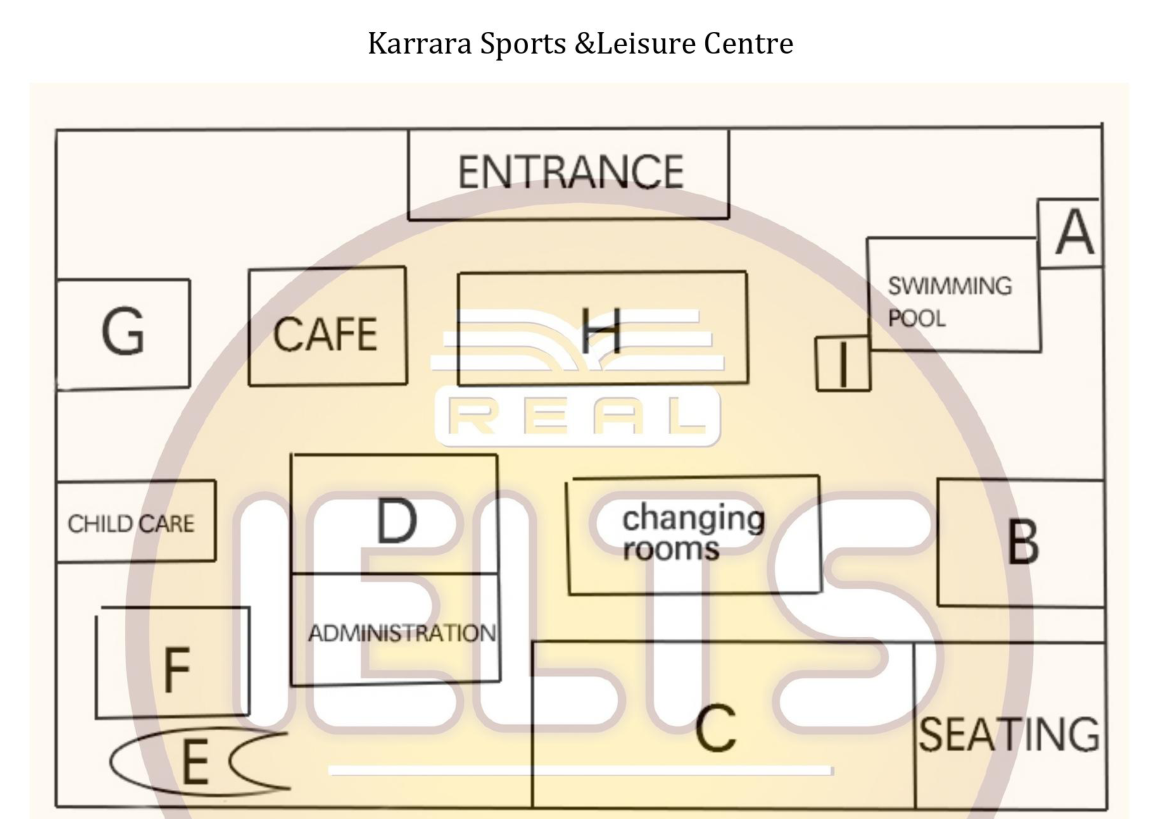 Karrara Sports &Leisure Centre
ENTRANCE
A
SWIMMING
POOL
G
CAFE
H
I
REAL
CHILD CARE
D
changing
rooms
B
ADMINISTRATION
F
IELTS
C
SEATING
E